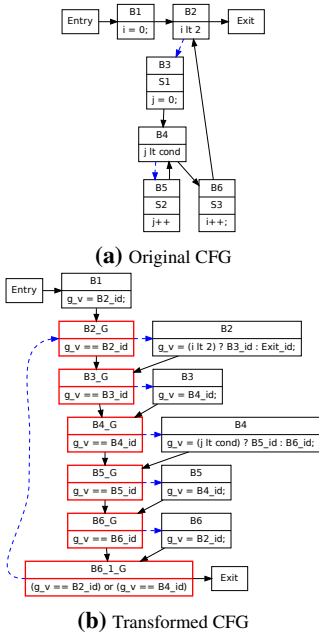 Entry
B1
i = 0;
B2
i lt 2
Exit
B3
S1
j = 0;
B4
j lt cond
B5
S2
j++
B6
S3
i++;
(a) Original CFG
Entry
B1
g_v = B2_id;
B2_G
g_v == B2_id
B2
g_v = (i lt 2) ? B3_id : Exit_id;
B3_G
g_v == B3_id
B3
g_v = B4_id;
B4_G
g_v == B4_id
B4
g_v = (j lt cond) ? B5_id : B6_id;
B5_G
g_v == B5_id
B5
g_v = B4_id;
B6_G
g_v == B6_id
B6
g_v = B2_id;
B6_1_G
(g_v == B2_id) or (g_v == B4_id)
Exit
(b) Transformed CFG